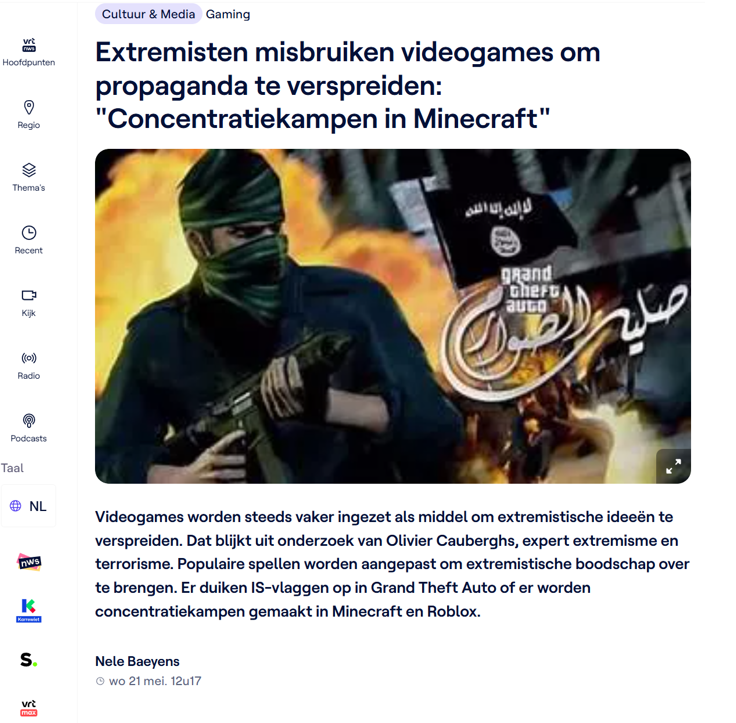 Cultuur & Media Gaming
vrt
nws
Hoofdpunten
Regio
Thema's
Recent
Kijk
Radio
Podcasts
Taal
NL
nws
Karrewiet
S.
vrt
max
Extremisten misbruiken videogames om
propaganda te verspreiden:
"Concentratiekampen in Minecraft"
لا إله إلا الله
grand
theft
auto
صليل الصوارم
Videogames worden steeds vaker ingezet als middel om extremistische ideeën te
verspreiden. Dat blijkt uit onderzoek van Olivier Cauberghs, expert extremisme en
terrorisme. Populaire spellen worden aangepast om extremistische boodschap over
te brengen. Er duiken IS-vlaggen op in Grand Theft Auto of er worden
concentratiekampen gemaakt in Minecraft en Roblox.
Nele Baeyens
wo 21 mei. 12u17